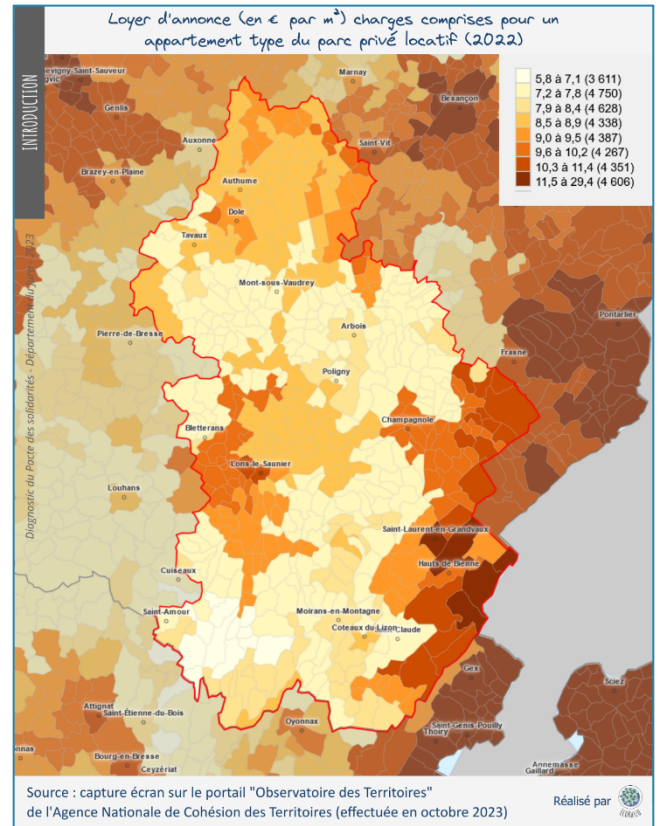 Loyer d'annonce (en € par m²) charges comprises pour un
appartement type du parc privé locatif (2022)
INTRODUCTION
Diagnostic du Pacte des solidarités - Département du Jura - 2023
5,8 à 7,1 (3 611)
7,2 à 7,8 (4 750)
7,9 à 8,4 (4 628)
8,5 à 8,9 (4 338)
9,0 à 9,5 (4 387)
9,6 à 10,2 (4 267)
10,3 à 11,4 (4 351)
11,5 à 29,4 (4 606)
Marnay
Besançon
Genlis
Auxonne
Saint-Vit
Brazey-en-Plaine
Authume
Dole
Tavaux
Mont-sous-Vaudrey
Pontarlier
Pierre-de-Bresse
Arbois
Frasne
Poligny
Champagnole
Bletterans
Lons-le-Saunier
Louhans
Saint-Laurent-en-Grandvaux
Hauts de Bienne
Cuiseaux
Saint-Amour
Moirans-en-Montagne
Coteaux du Lizon
Saint-Claude
Gex
Sciez
Attignat
Saint-Étienne-du-Bois
Oyonnax
Saint-Genis-Pouilly
Thoiry
Bourg-en-Bresse
Ceyzériat
Annemasse
Gaillard
Source : capture écran sur le portail "Observatoire des Territoires"
de l'Agence Nationale de Cohésion des Territoires (effectuée en octobre 2023)
Réalisé par